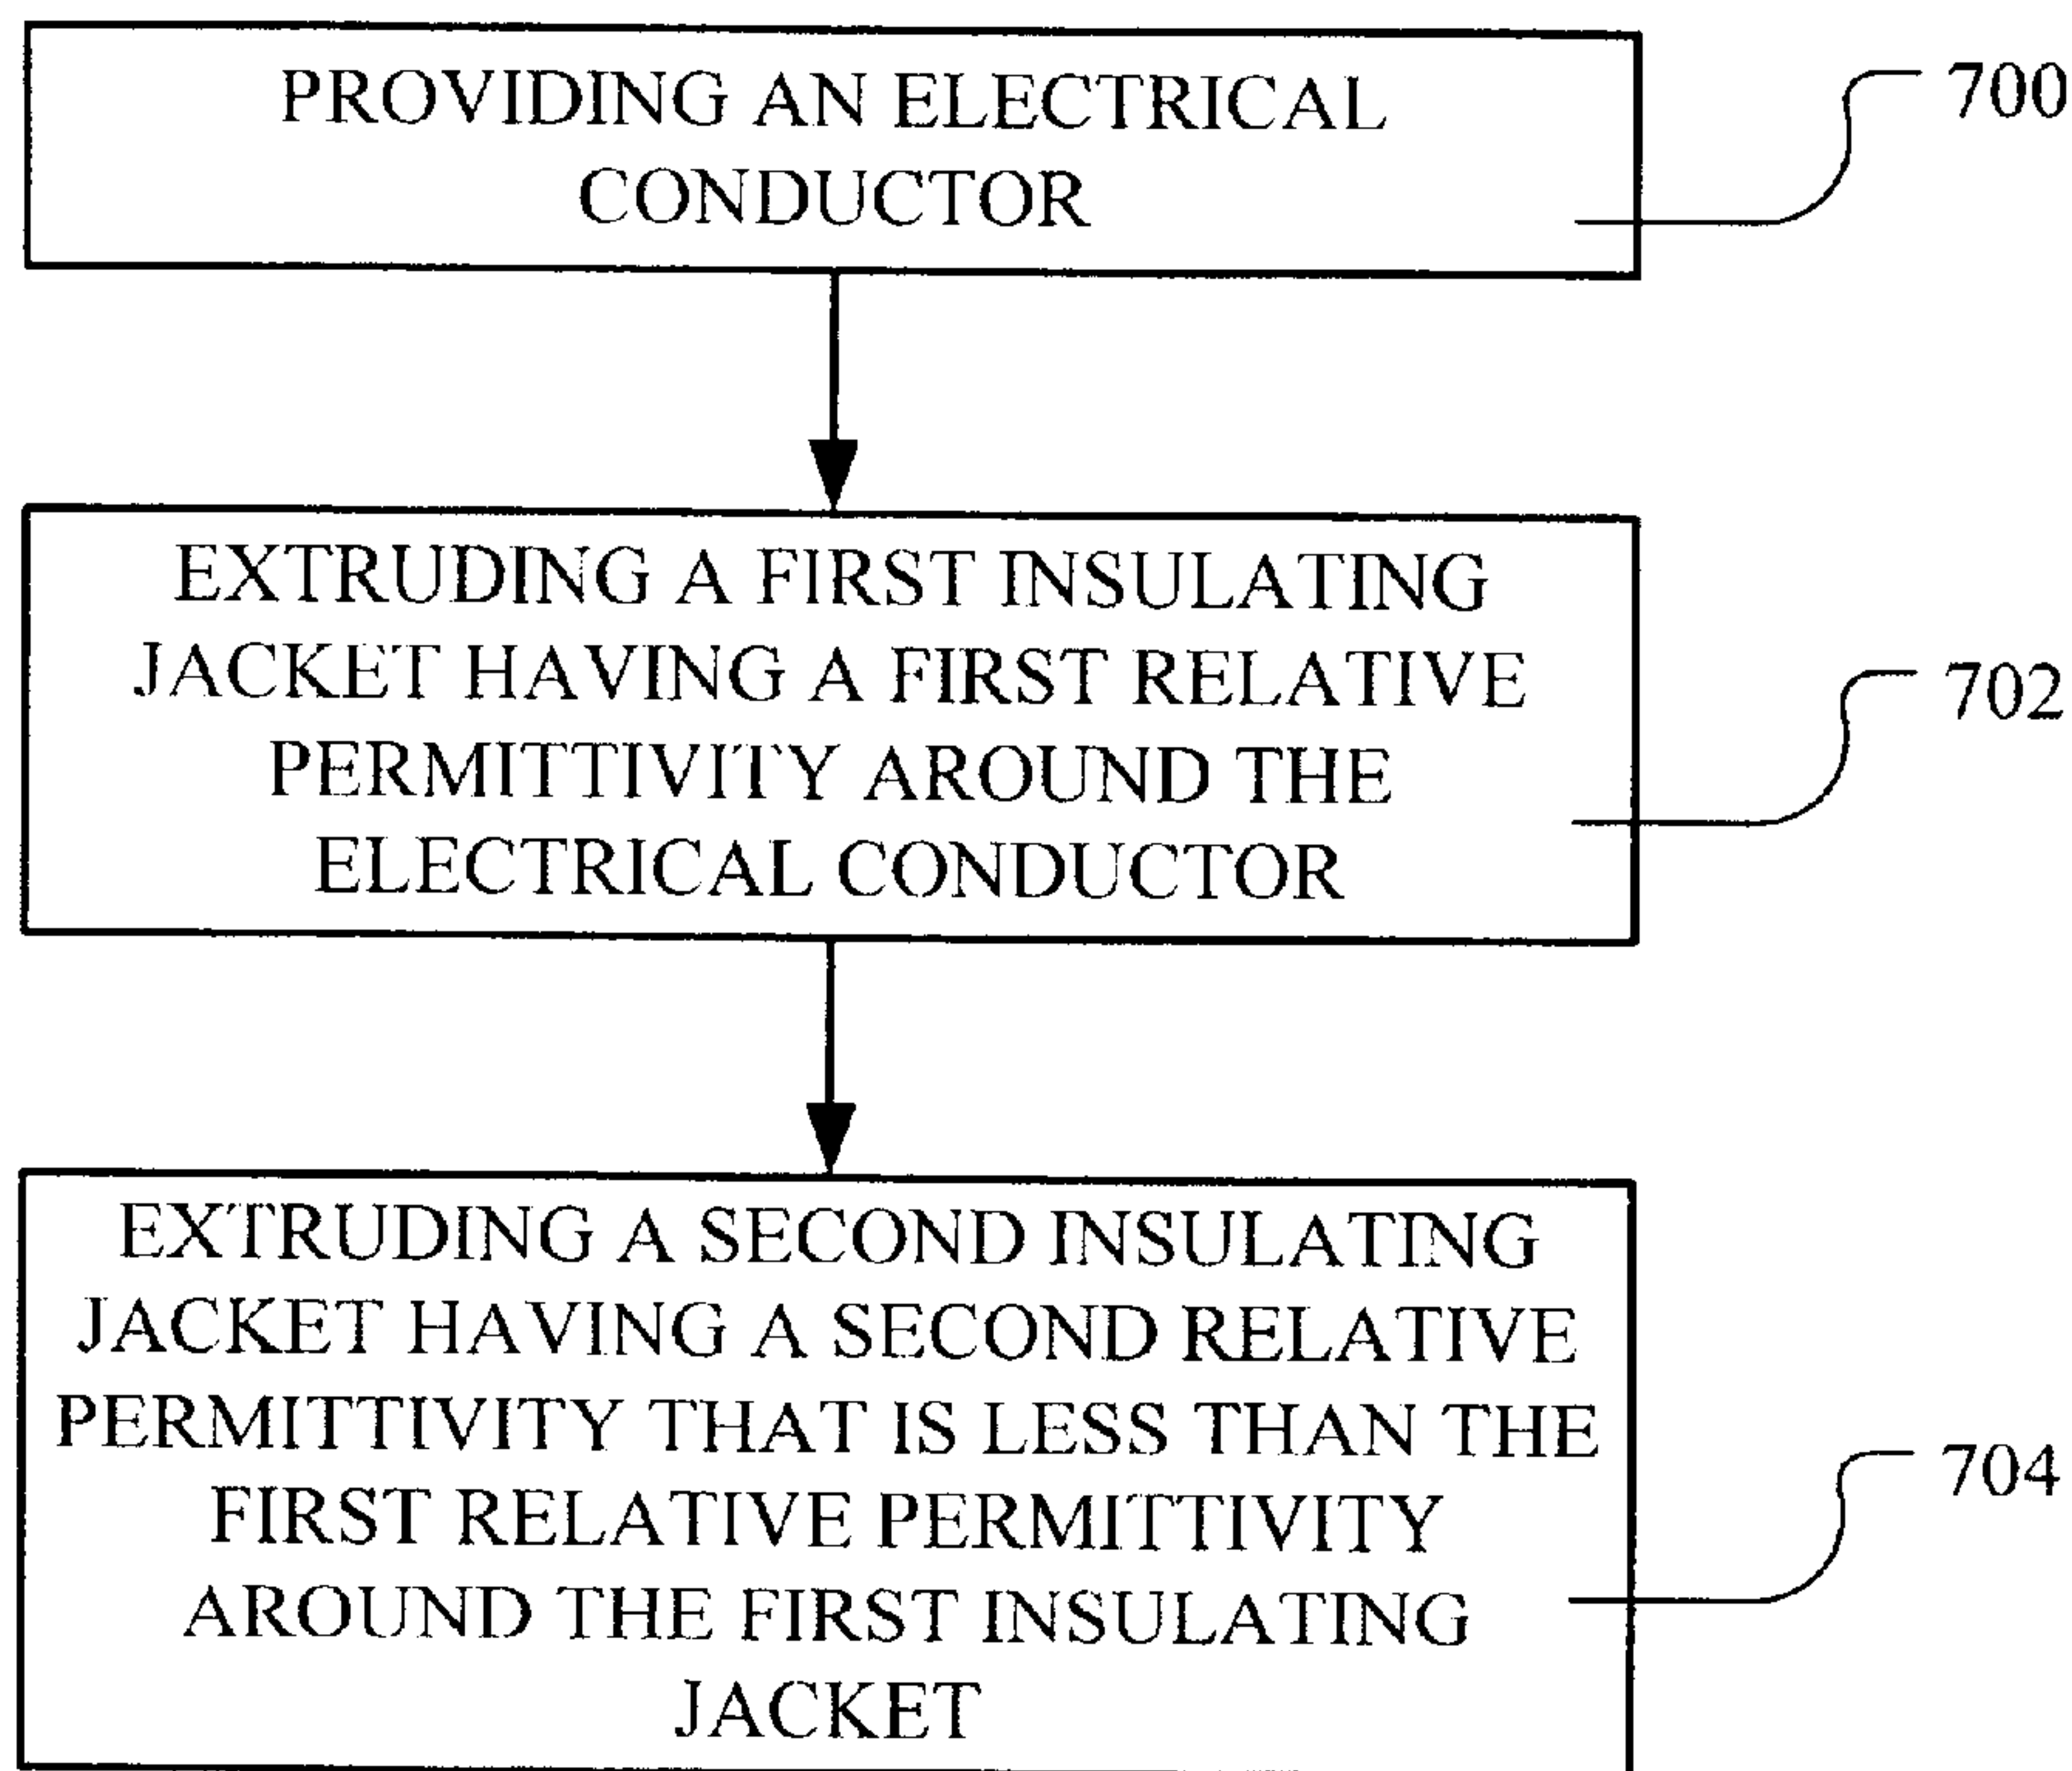 PROVIDING AN ELECTRICAL
CONDUCTOR
700
EXTRUDING A FIRST INSULATING
JACKET HAVING A FIRST RELATIVE
PERMITTIVITY AROUND THE
ELECTRICAL CONDUCTOR
702
EXTRUDING A SECOND INSULATING
JACKET HAVING A SECOND RELATIVE
PERMITTIVITY THAT IS LESS THAN THE
FIRST RELATIVE PERMITTIVITY
AROUND THE FIRST INSULATING
JACKET
704